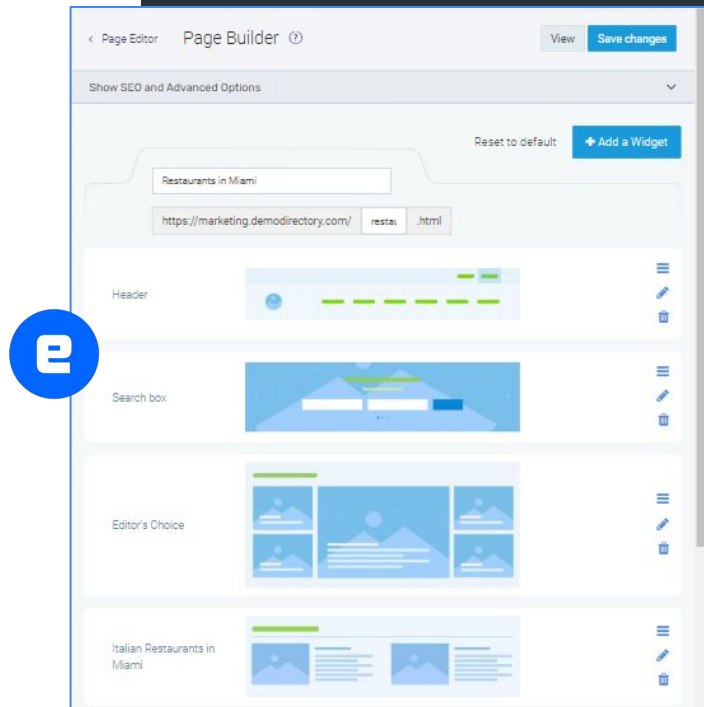 Page Editor Page Builder ?
View Save changes
Show SEO and Advanced Options
Reset to default + Add a Widget
Restaurants in Miami
https://marketing.demodirectory.com/ restau .html
Header
e
Search box
Editor's Choice
Italian Restaurants in
Miami